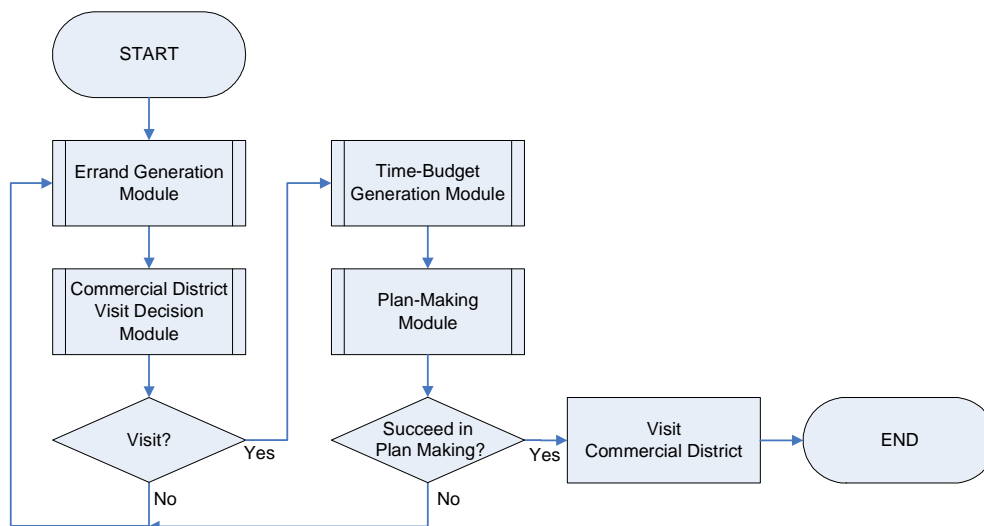 START
Errand Generation
Module
Commercial District
Visit Decision
Module
Visit?
Yes
No
Time-Budget
Generation Module
Plan-Making
Module
Succeed in
Plan Making?
Yes
No
Visit
Commercial District
END